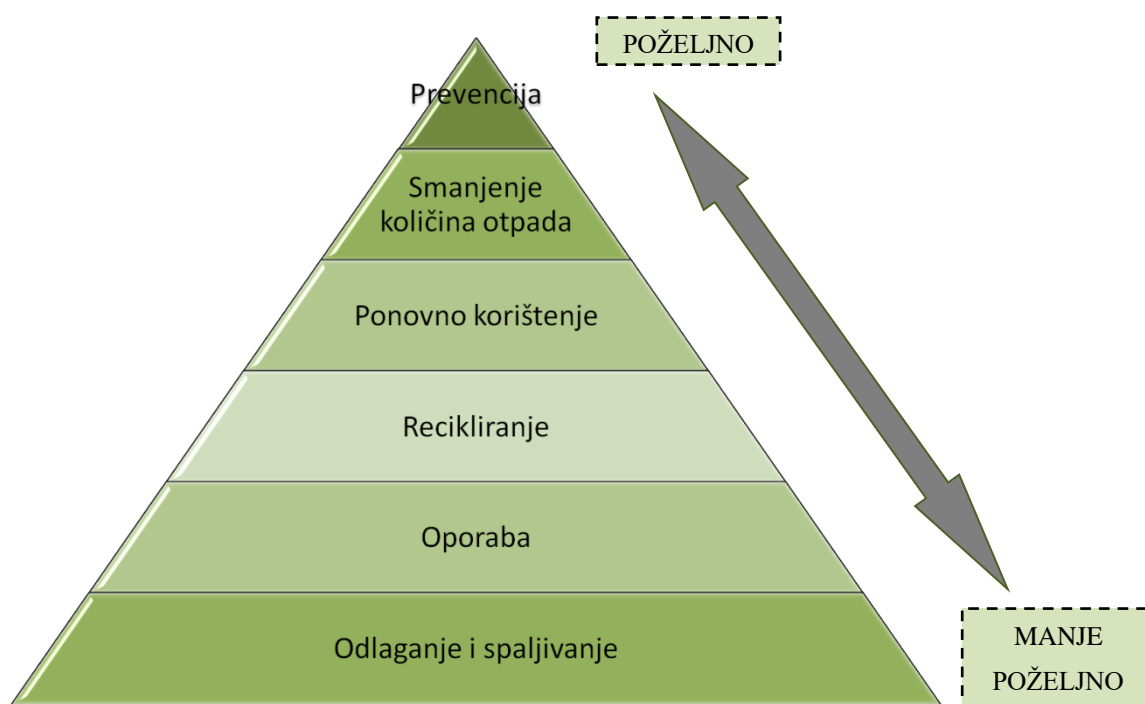 POŽELJNO
Prevencija
Smanjenje
količina otpada
Ponovno korištenje
Recikliranje
Oporaba
Odlaganje i spaljivanje
MANJE
POŽELJNO